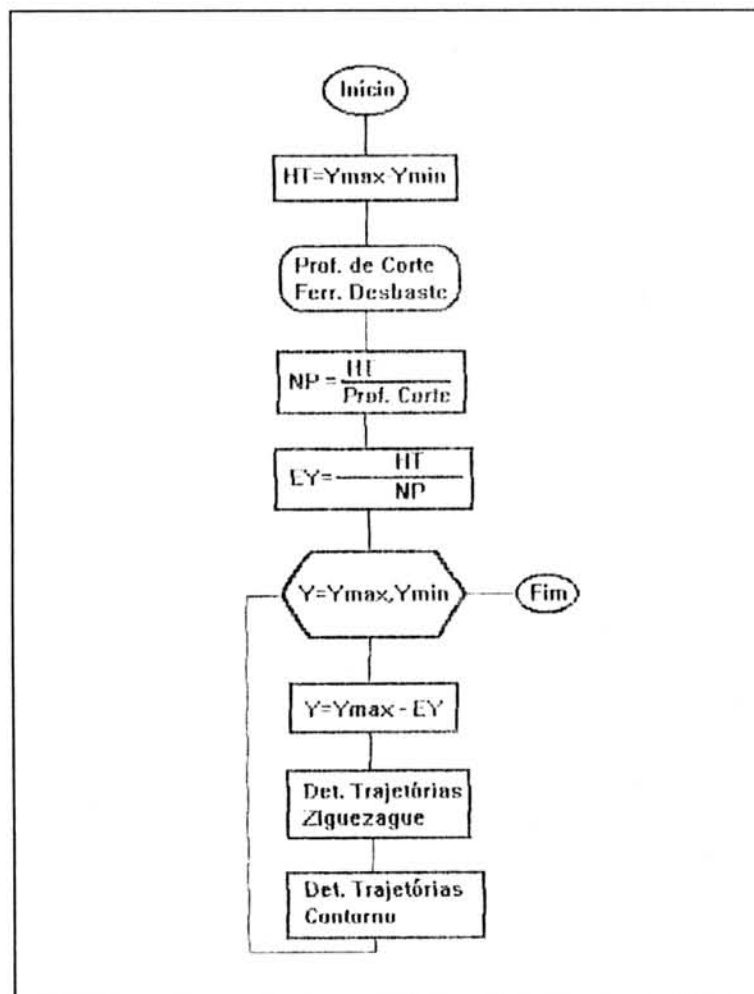 Início
HT=Ymax-Ymin
Prof. de Corte
Ferr. Desbaste
NP = HT
Prof. Corte
EY= HT
NP
Y=Ymax,Ymin
Fim
Y=Ymax - EY
Det. Trajetórias
Ziguezague
Det. Trajetórias
Contorno